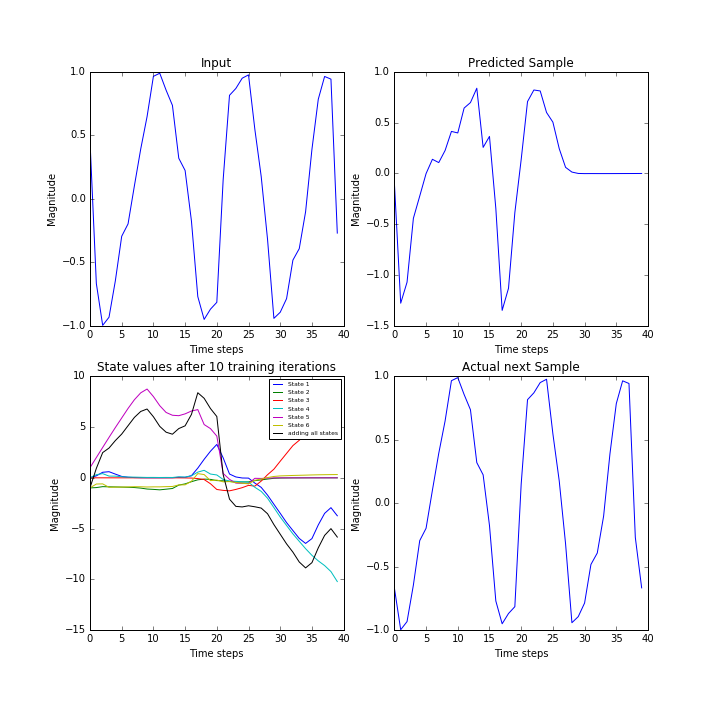 Input
Magnitude
1.0
0.5
0.0
−0.5
−1.0
0 5 10 15 20 25 30 35 40
Time steps
Predicted Sample
Magnitude
1.0
0.5
0.0
−0.5
−1.0
−1.5
0 5 10 15 20 25 30 35 40
Time steps
State values after 10 training iterations
Magnitude
10
5
0
−5
−10
−15
0 5 10 15 20 25 30 35 40
Time steps
State 1
State 2
State 3
State 4
State 5
State 6
adding all states
Actual next Sample
Magnitude
1.0
0.5
0.0
−0.5
−1.0
0 5 10 15 20 25 30 35 40
Time steps